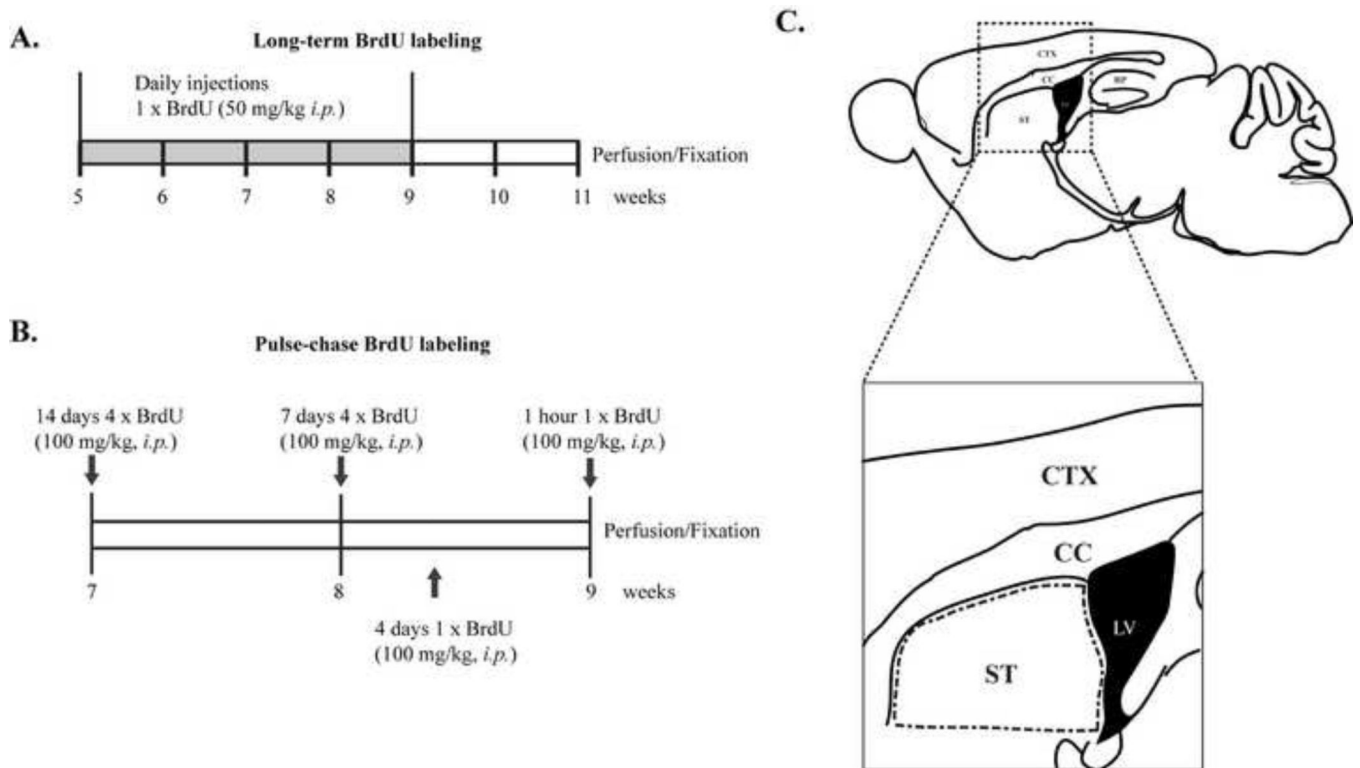 A.
Long-term BrdU labeling
Daily injections
1 x BrdU (50 mg/kg i.p.)
Perfusion/Fixation
5 6 7 8 9 10 11 weeks
B.
Pulse-chase BrdU labeling
14 days 4 x BrdU
(100 mg/kg, i.p.)
7 days 4 x BrdU
(100 mg/kg, i.p.)
1 hour 1 x BrdU
(100 mg/kg, i.p.)
Perfusion/Fixation
7 8 9 weeks
4 days 1 x BrdU
(100 mg/kg, i.p.)
C.
CTX
CC
HP
ST
CTX
CC
LV
ST